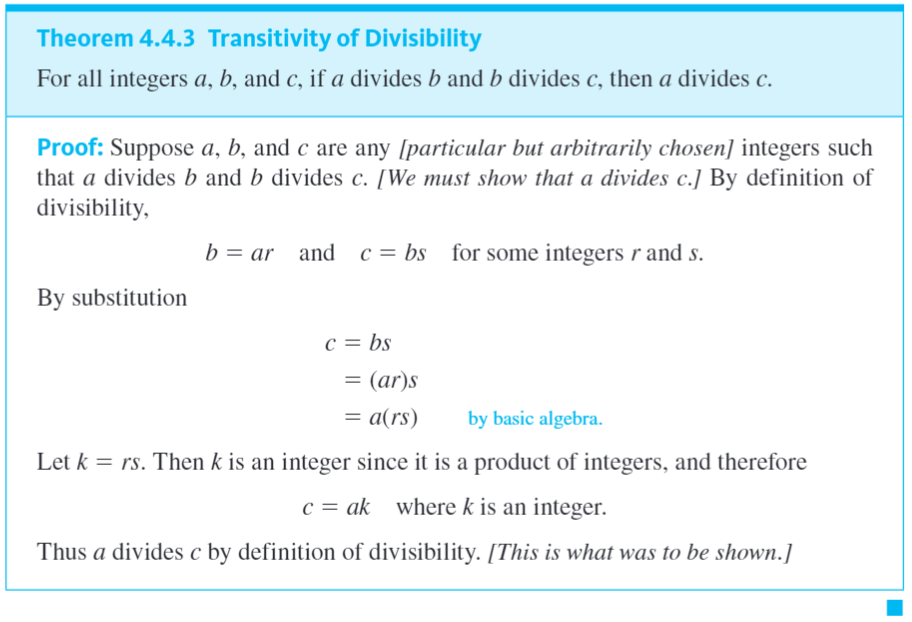 Theorem 4.4.3 Transitivity of Divisibility
For all integers a, b, and c, if a divides b and b divides c, then a divides c.
Proof: Suppose a, b, and c are any [particular but arbitrarily chosen] integers such
that a divides b and b divides c. [We must show that a divides c.] By definition of
divisibility,
b = ar and c = bs for some integers r and s.
By substitution
c = bs
= (ar)s
= a(rs) by basic algebra.
Let k = rs. Then k is an integer since it is a product of integers, and therefore
c = ak where k is an integer.
Thus a divides c by definition of divisibility. [This is what was to be shown.]